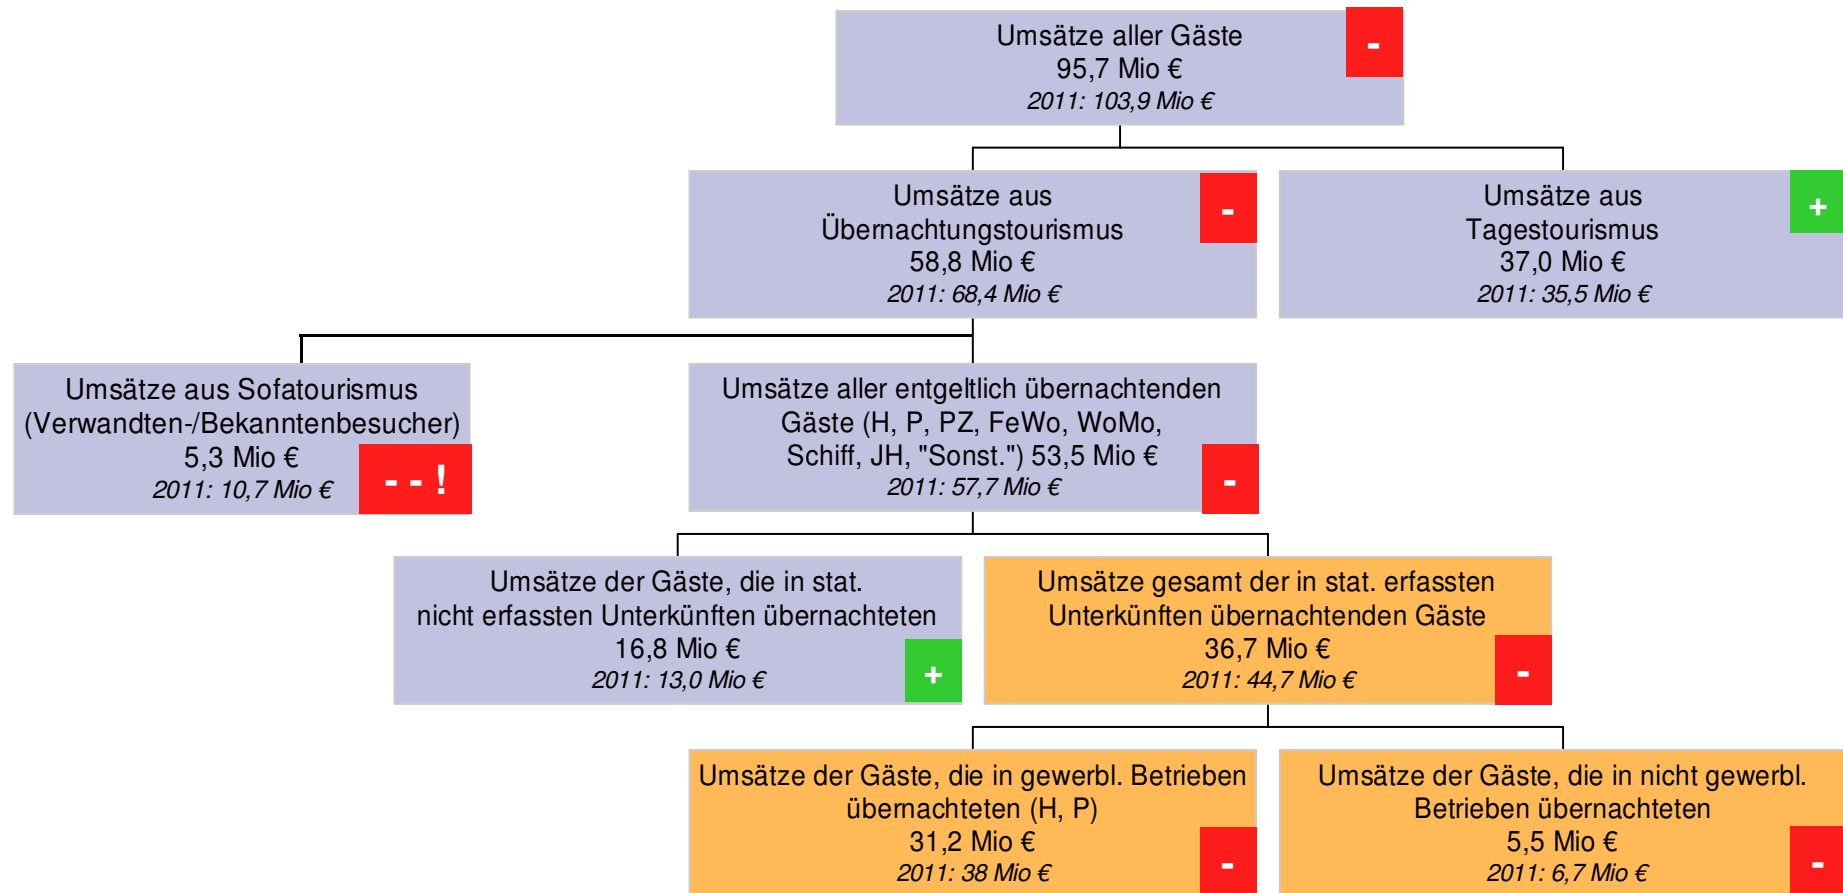 Umsätze aller Gäste
95,7 Mio €
2011: 103,9 Mio €
-
Umsätze aus
Übernachtungstourismus
58,8 Mio €
2011: 68,4 Mio €
-
Umsätze aus
Tagestourismus
37,0 Mio €
2011: 35,5 Mio €
+
Umsätze aus Sofatourismus
(Verwandten-/Bekanntenbesucher)
5,3 Mio €
2011: 10,7 Mio €
- - !
Umsätze aller entgeltlich übernachtenden
Gäste (H, P, PZ, FeWo, WoMo,
Schiff, JH, "Sonst.") 53,5 Mio €
2011: 57,7 Mio €
-
Umsätze der Gäste, die in stat.
nicht erfassten Unterkünften übernachteten
16,8 Mio €
2011: 13,0 Mio €
+
Umsätze gesamt der in stat. erfassten
Unterkünften übernachtenden Gäste
36,7 Mio €
2011: 44,7 Mio €
-
Umsätze der Gäste, die in gewerbl. Betrieben
übernachteten (H, P)
31,2 Mio €
2011: 38 Mio €
-
Umsätze der Gäste, die in nicht gewerbl.
Betrieben übernachteten
5,5 Mio €
2011: 6,7 Mio €
-